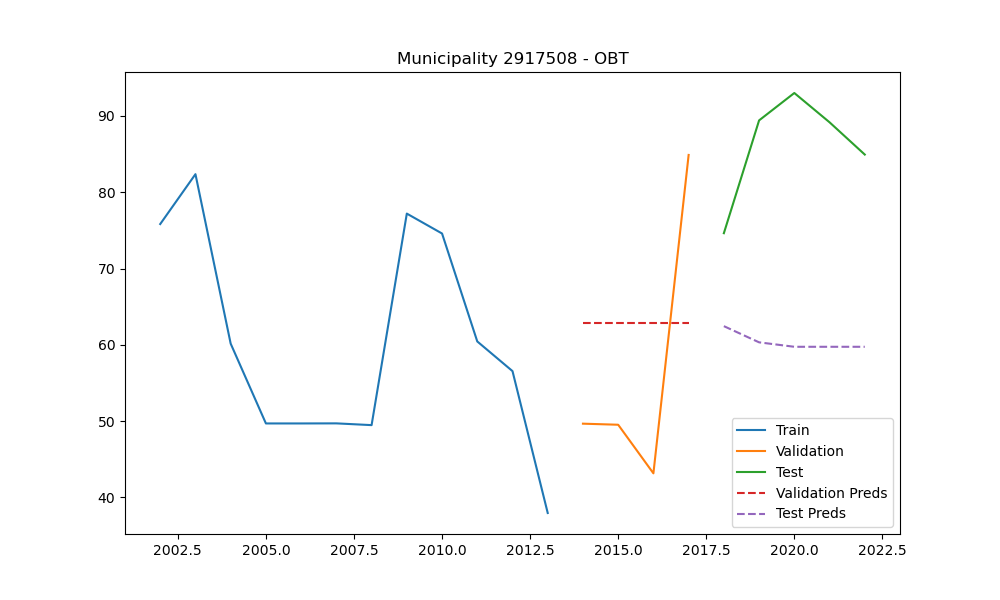 Municipality 2917508 - OBT
90
80
70
60
50
40
2002.5 2005.0 2007.5 2010.0 2012.5 2015.0 2017.5 2020.0 2022.5
Train
Validation
Test
Validation Preds
Test Preds